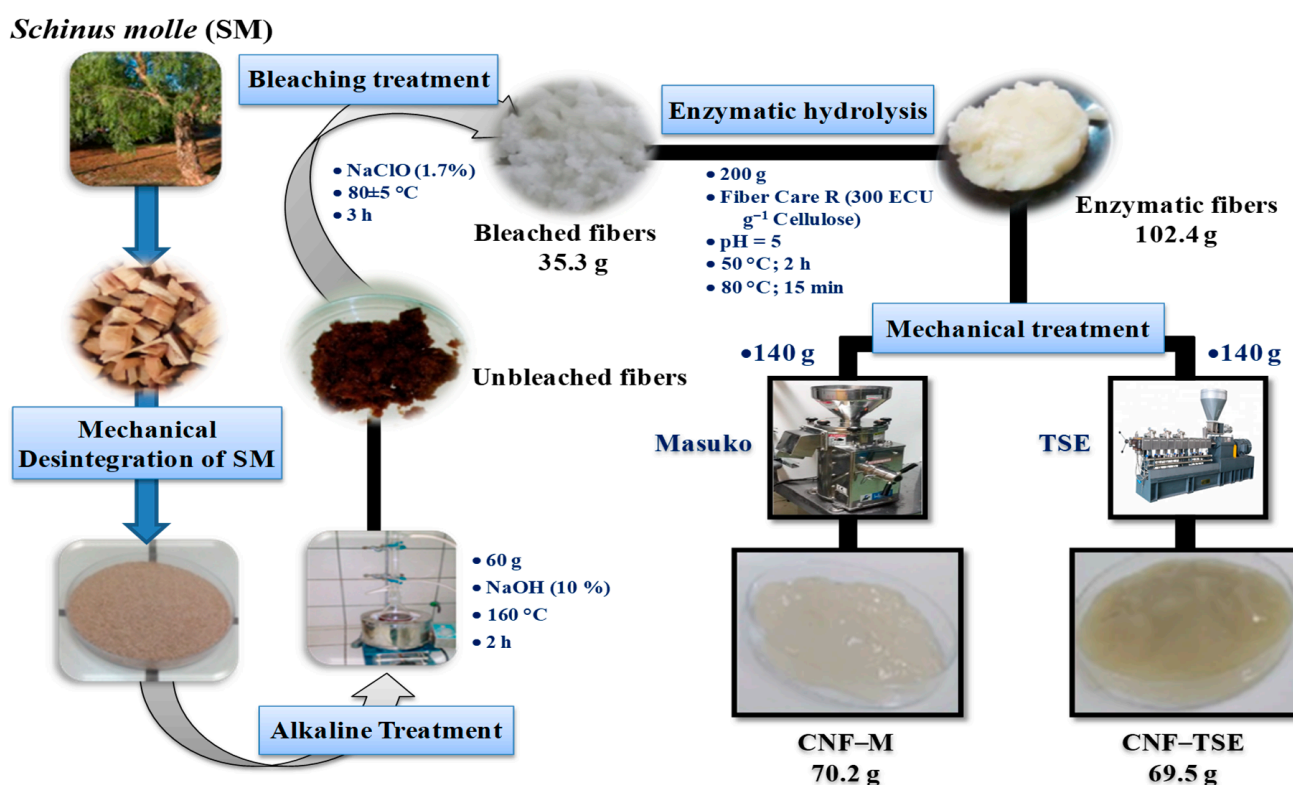 Schinus molle (SM)
Mechanical
Desintegration of SM
Alkaline Treatment
• 60 g
• NaOH (10 %)
• 160 °C
• 2 h
Unbleached fibers
Bleaching treatment
• NaClO (1.7%)
• 80±5 °C
• 3 h
Bleached fibers
35.3 g
Enzymatic hydrolysis
• 200 g
• Fiber Care R (300 ECU
g⁻¹ Cellulose)
• pH = 5
• 50 °C; 2 h
• 80 °C; 15 min
Enzymatic fibers
102.4 g
Mechanical treatment
•140 g
Masuko
CNF–M
70.2 g
•140 g
TSE
CNF–TSE
69.5 g